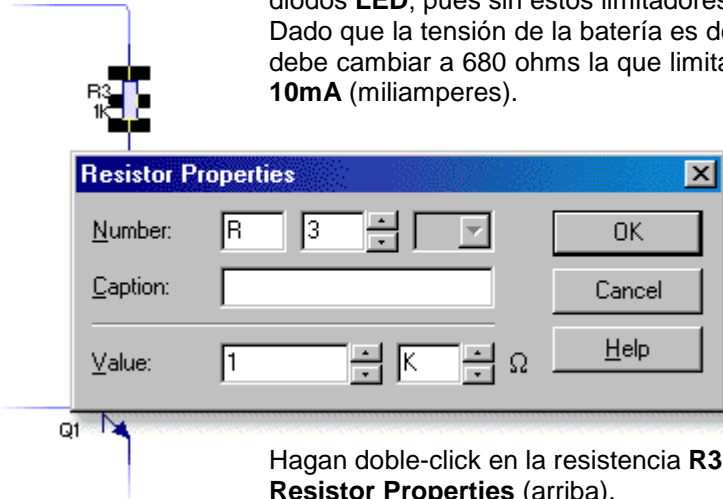 diodos LED, pues sin estos limitadores
Dado que la tensión de la batería es de
debe cambiar a 680 ohms la que limita
10mA (miliamperes).
R3
1K
Resistor Properties
Number: R 3
OK
Caption:
Cancel
Value: 1 K Ω
Help
Q1
Hagan doble-click en la resistencia R3
Resistor Properties (arriba).